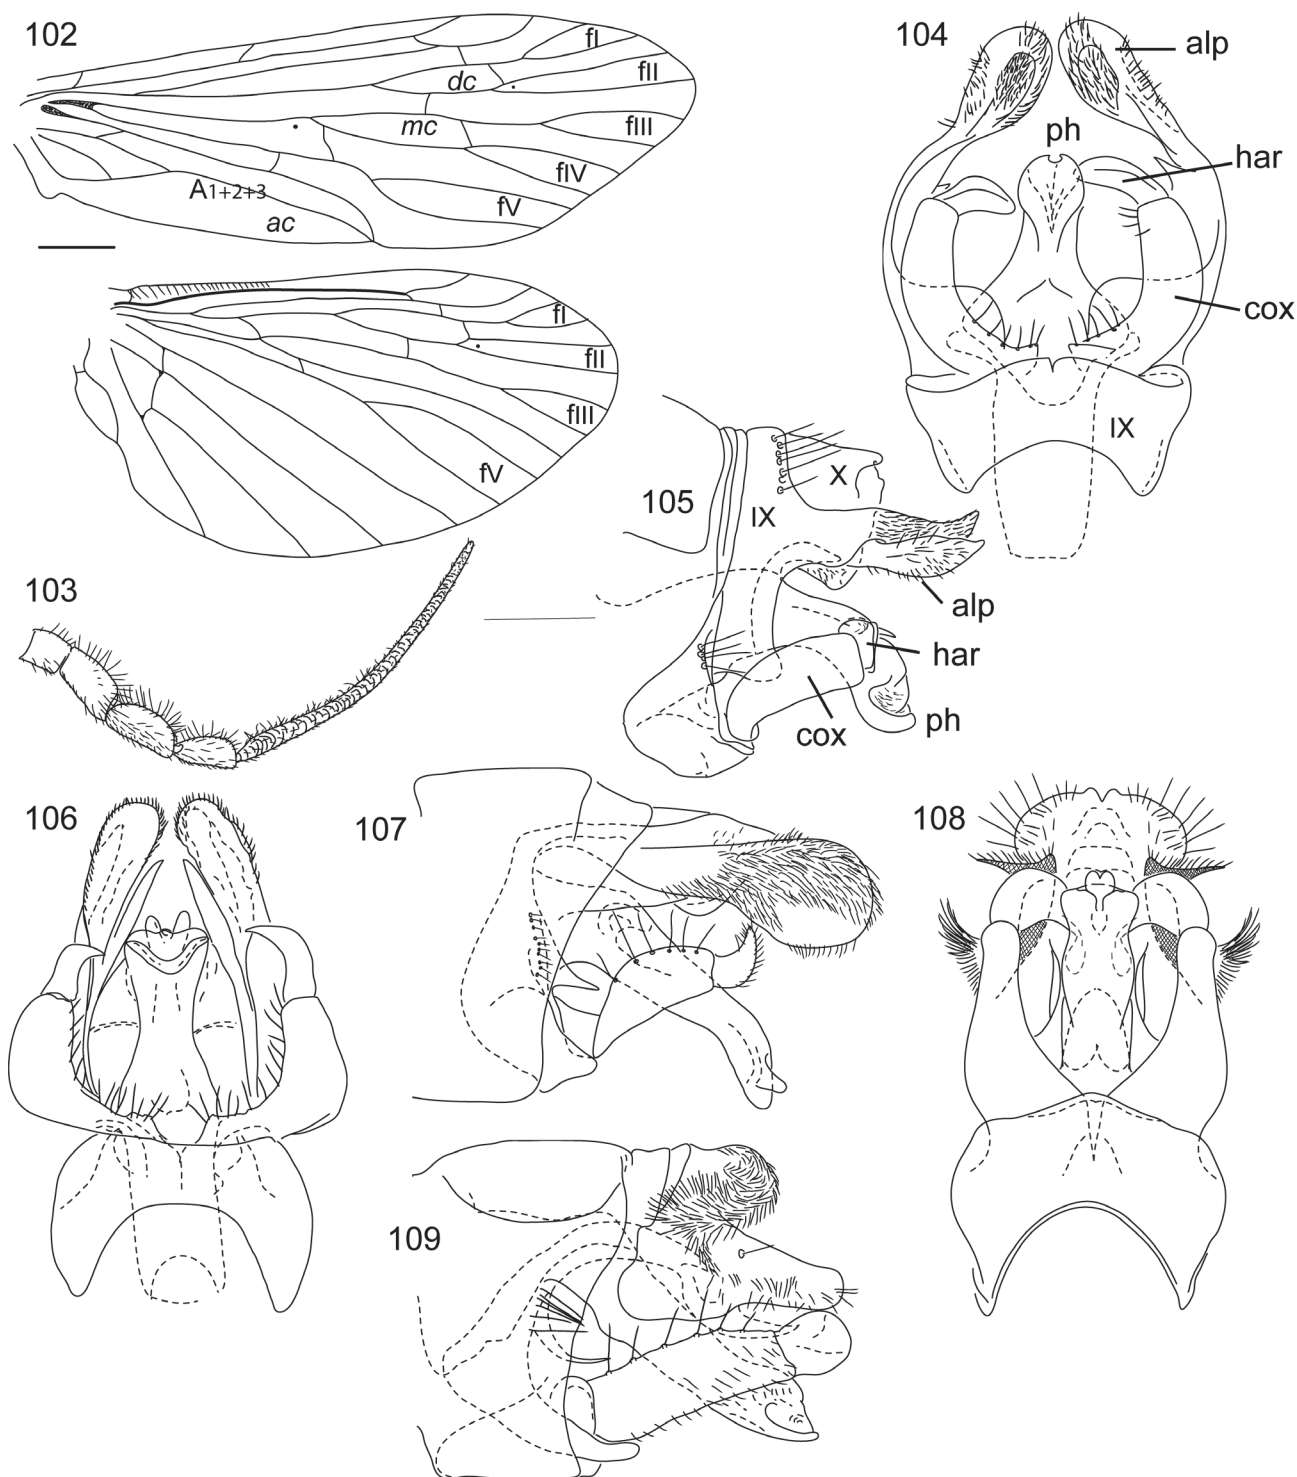 102
fI
fII
dc
mc
fIII
fIV
A1+2+3
fV
ac
fI
fII
fIII
fV
103
104
alp
ph
har
cox
IX
105
X
IX
alp
har
cox
ph
106
107
108
109